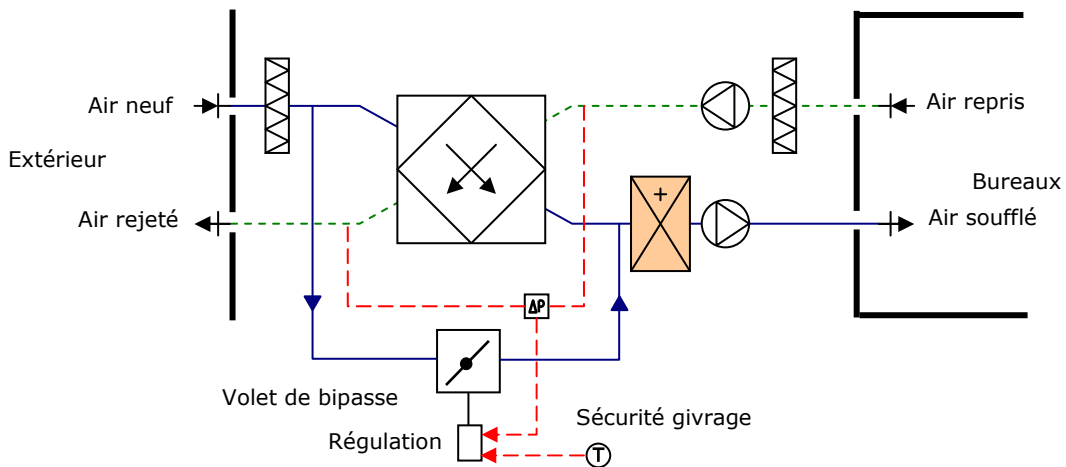 Air neuf
Air repris
Extérieur
Bureaux
+
Air rejeté
Air soufflé
ΔP
Volet de bipasse
Sécurité givrage
Régulation
T